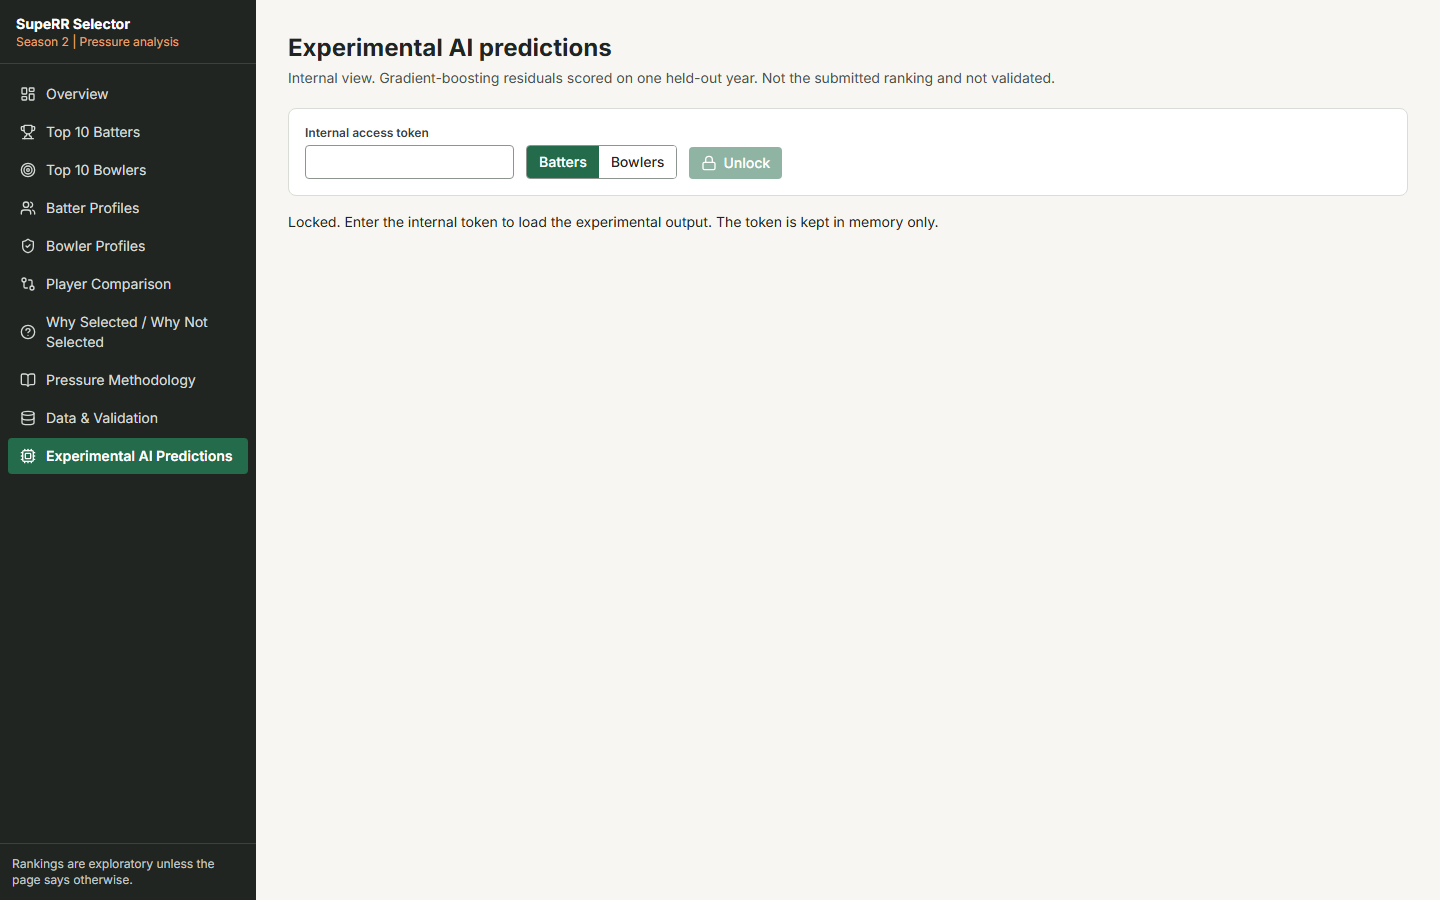 SupeRR Selector
Season 2 | Pressure analysis
Overview
Top 10 Batters
Top 10 Bowlers
Batter Profiles
Bowler Profiles
Player Comparison
Why Selected / Why Not
Selected
Pressure Methodology
Data & Validation
Experimental AI Predictions
Rankings are exploratory unless the
page says otherwise.
Experimental AI predictions
Internal view. Gradient-boosting residuals scored on one held-out year. Not the submitted ranking and not validated.
Internal access token
Batters Bowlers Unlock
Locked. Enter the internal token to load the experimental output. The token is kept in memory only.